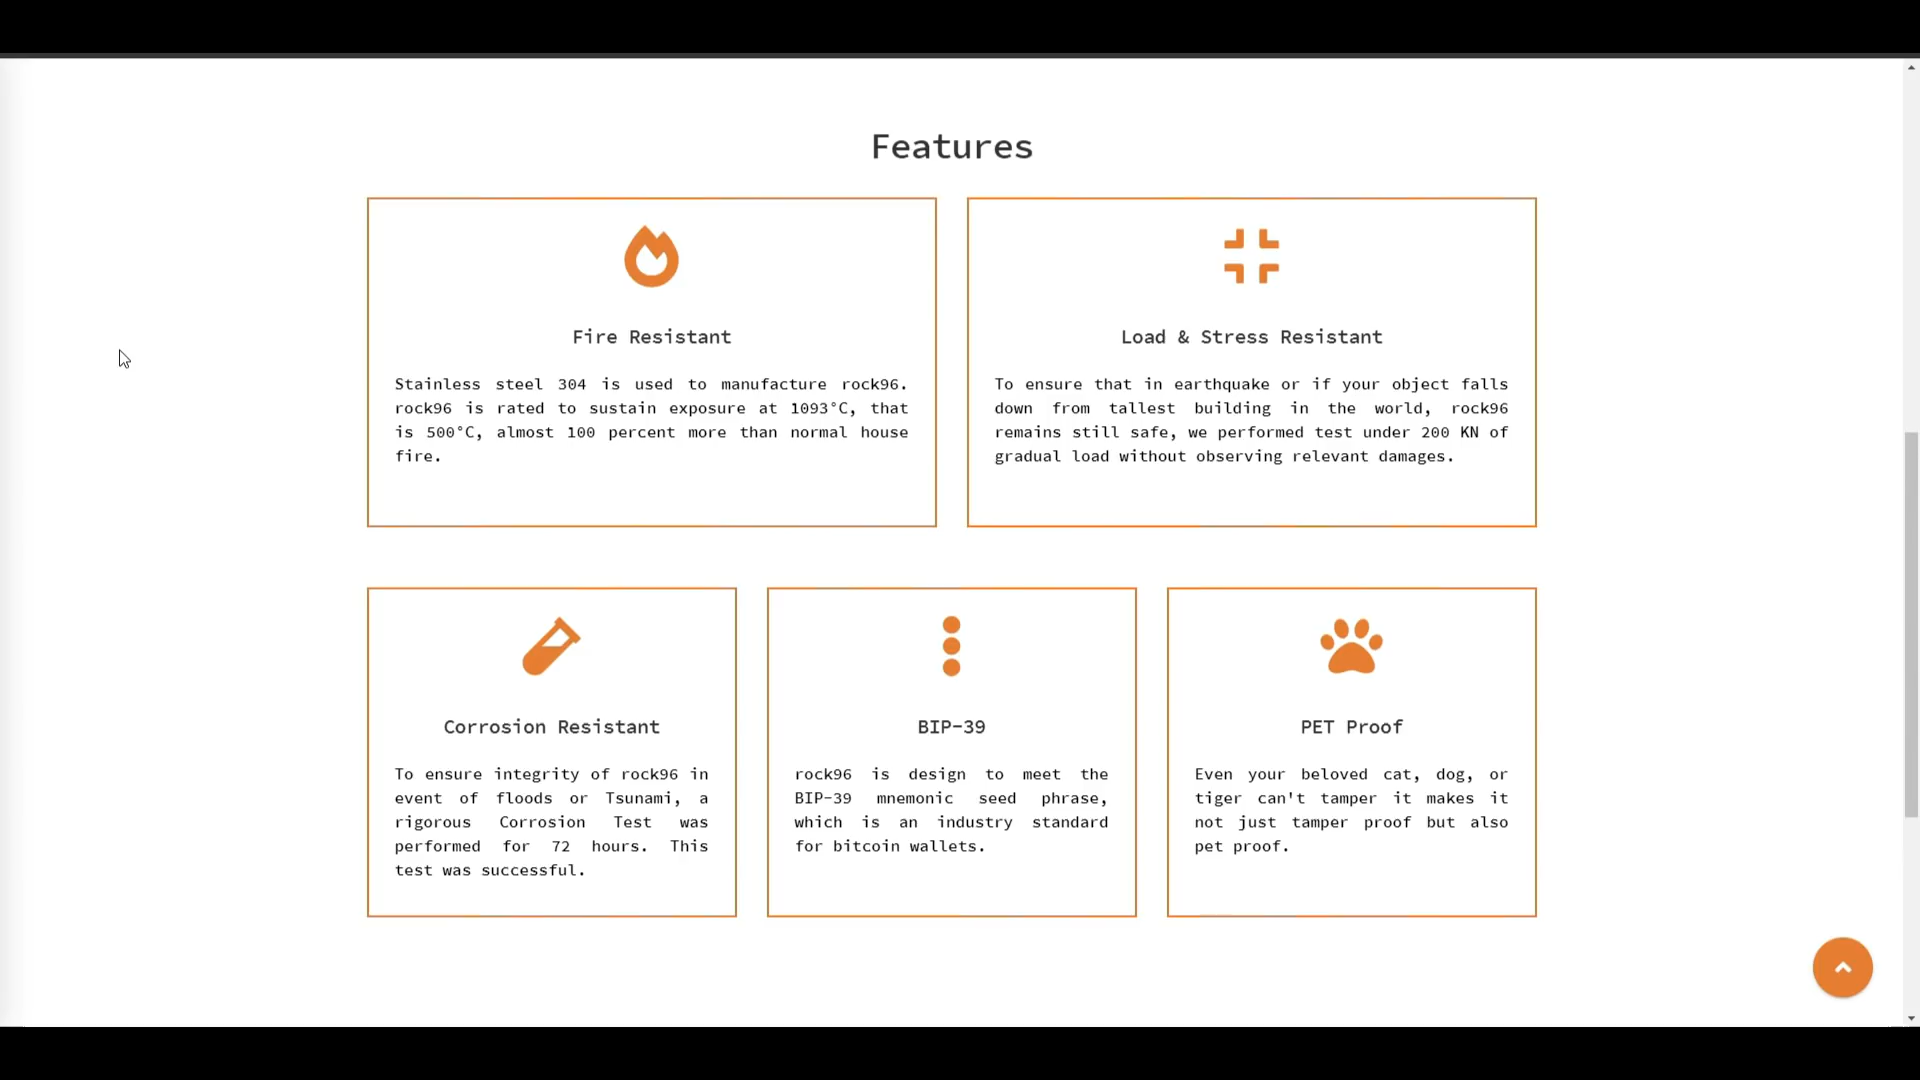 Features
Fire Resistant
Stainless steel 304 is used to manufacture rock96.
rock96 is rated to sustain exposure at 1093°C, that
is 500°C, almost 100 percent more than normal house
fire.
Load & Stress Resistant
To ensure that in earthquake or if your object falls
down from tallest building in the world, rock96
remains still safe, we performed test under 200 KN of
gradual load without observing relevant damages.
Corrosion Resistant
To ensure integrity of rock96 in
event of floods or Tsunami, a
rigorous Corrosion Test was
performed for 72 hours. This
test was successful.
BIP-39
rock96 is design to meet the
BIP-39 mnemonic seed phrase,
which is an industry standard
for bitcoin wallets.
PET Proof
Even your beloved cat, dog, or
tiger can't tamper it makes it
not just tamper proof but also
pet proof.